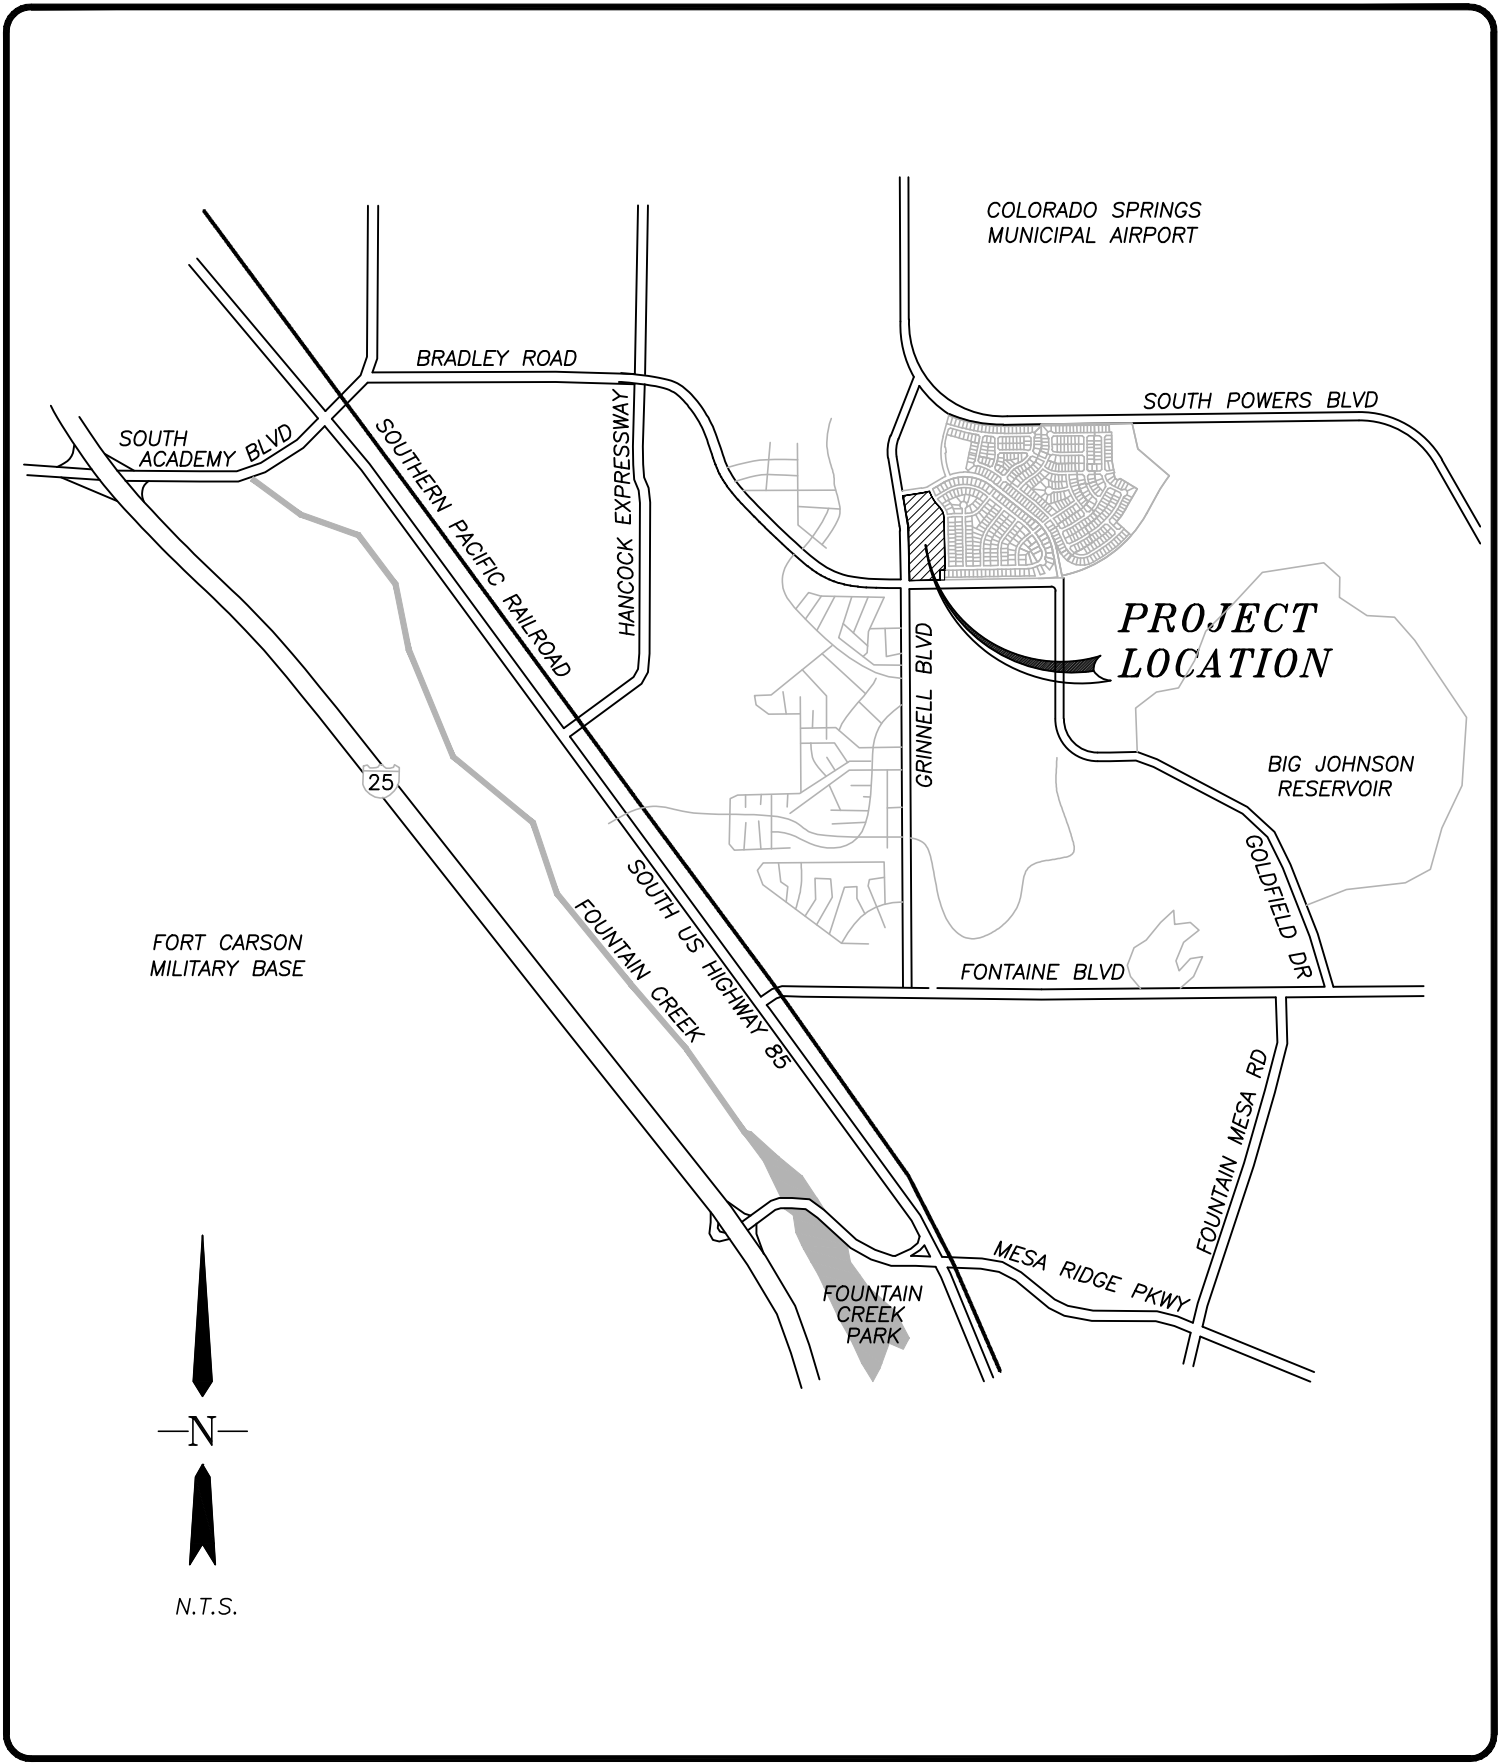 COLORADO SPRINGS
MUNICIPAL AIRPORT
BRADLEY ROAD
SOUTH POWERS BLVD
SOUTH
ACADEMY BLVD
SOUTHERN PACIFIC RAILROAD
HANCOCK EXPRESSWAY
PROJECT
LOCATION
GRINNELL BLVD
BIG JOHNSON
RESERVOIR
25
GOLDFIELD DR
SOUTH US HIGHWAY 85
FOUNTAIN CREEK
FORT CARSON
MILITARY BASE
FONTAINE BLVD
FOUNTAIN MESA RD
MESA RIDGE PKWY
FOUNTAIN
CREEK
PARK
N
N.T.S.